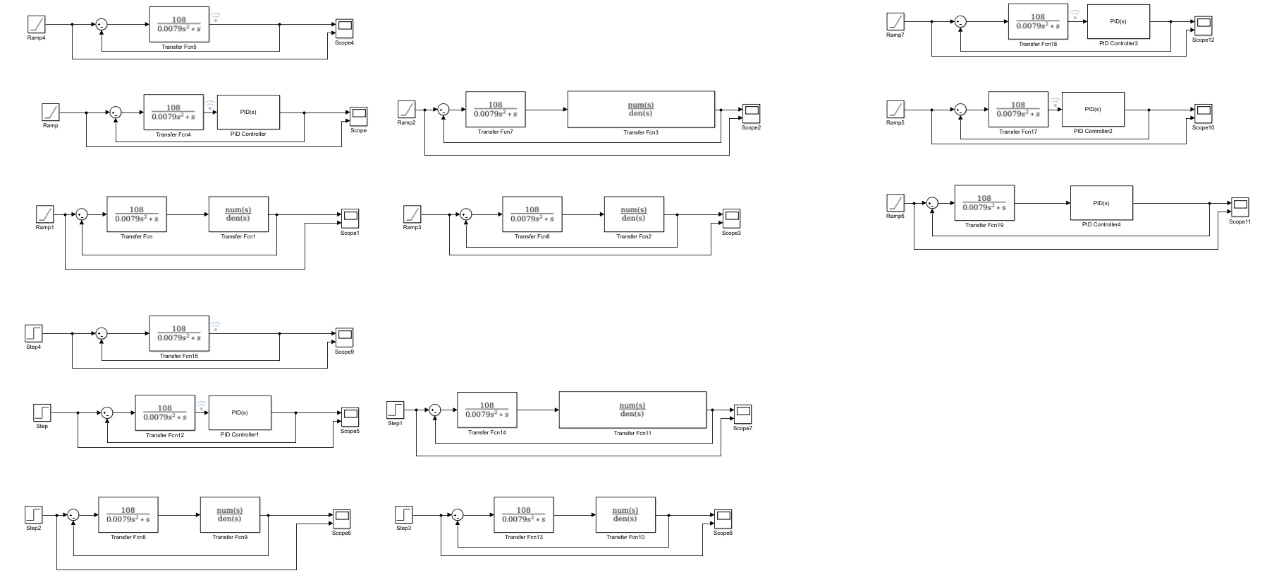 108
0.0079s² + s
Ramp4
Transfer Fcn5
Scope4
108
0.0079s² + s
PID(s)
Ramp7
Transfer Fcn18
PID Controller3
Scope12
108
0.0079s² + s
PID(s)
Ramp
Transfer Fcn4
PID Controller
Scope
108
0.0079s² + s
num(s)
den(s)
Ramp2
Transfer Fcn7
Transfer Fcn3
Scope2
108
0.0079s² + s
PID(s)
Ramp5
Transfer Fcn17
PID Controller2
Scope10
108
0.0079s² + s
num(s)
den(s)
Ramp1
Transfer Fcn
Transfer Fcn1
Scope1
108
0.0079s² + s
num(s)
den(s)
Ramp3
Transfer Fcn6
Transfer Fcn2
Scope3
108
0.0079s² + s
PID(s)
Ramp6
Transfer Fcn19
PID Controller4
Scope11
108
0.0079s² + s
Step4
Transfer Fcn15
Scope9
108
0.0079s² + s
PID(s)
Step
Transfer Fcn12
PID Controller1
Scope5
108
0.0079s² + s
num(s)
den(s)
Step1
Transfer Fcn14
Transfer Fcn11
Scope7
108
0.0079s² + s
num(s)
den(s)
Step2
Transfer Fcn8
Transfer Fcn9
Scope6
108
0.0079s² + s
num(s)
den(s)
Step3
Transfer Fcn13
Transfer Fcn10
Scope8